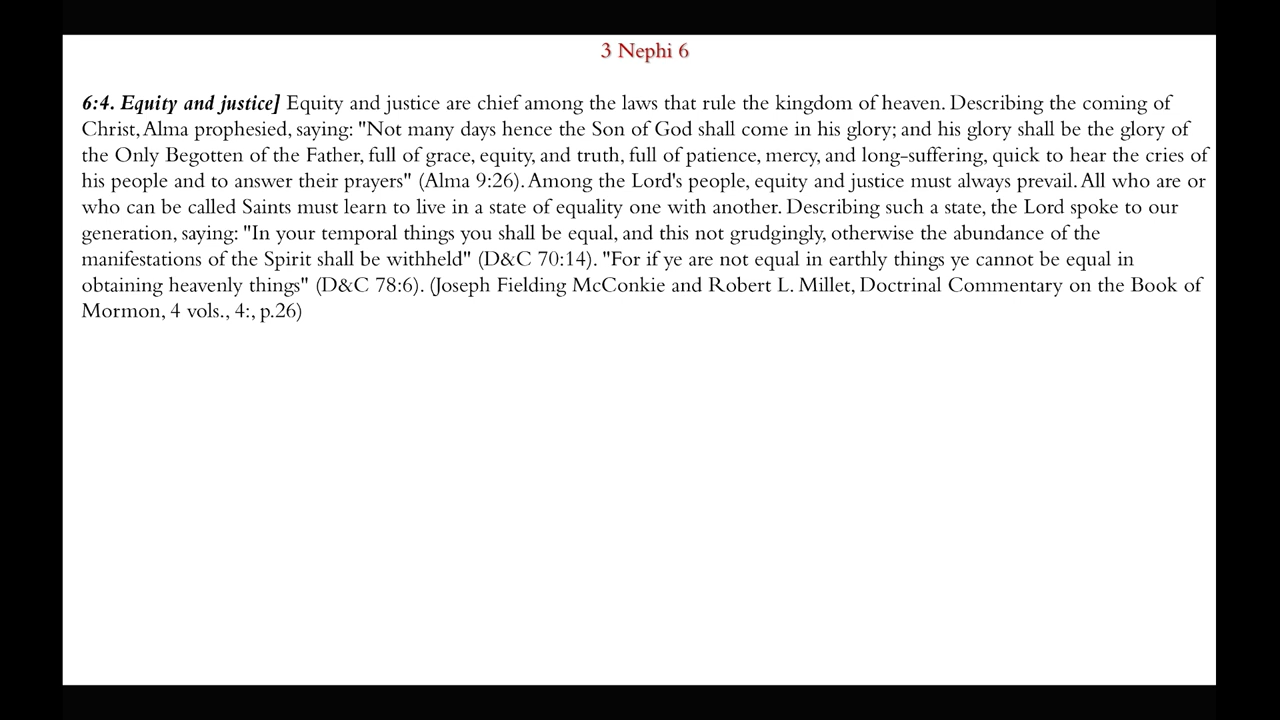 3 Nephi 6
6:4. Equity and justice] Equity and justice are chief among the laws that rule the kingdom of heaven. Describing the coming of
Christ, Alma prophesied, saying: "Not many days hence the Son of God shall come in his glory; and his glory shall be the glory of
the Only Begotten of the Father, full of grace, equity, and truth, full of patience, mercy, and long-suffering, quick to hear the cries of
his people and to answer their prayers" (Alma 9:26). Among the Lord's people, equity and justice must always prevail. All who are or
who can be called Saints must learn to live in a state of equality one with another. Describing such a state, the Lord spoke to our
generation, saying: "In your temporal things you shall be equal, and this not grudgingly, otherwise the abundance of the
manifestations of the Spirit shall be withheld" (D&C 70:14). "For if ye are not equal in earthly things ye cannot be equal in
obtaining heavenly things" (D&C 78:6). (Joseph Fielding McConkie and Robert L. Millet, Doctrinal Commentary on the Book of
Mormon, 4 vols., 4:, p.26)